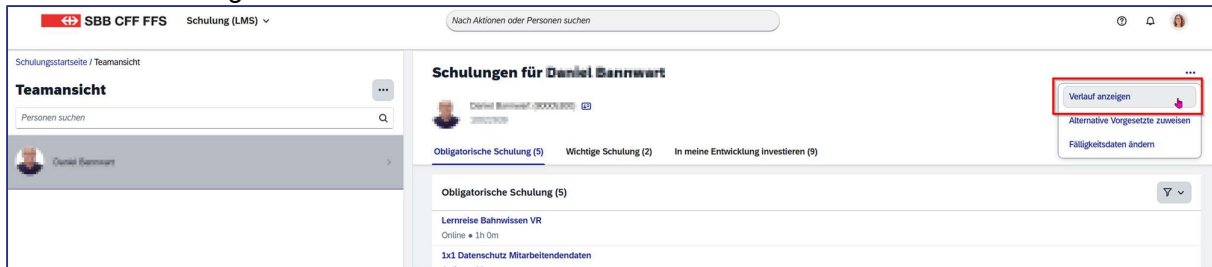 SBB CFF FFS Schulung (LMS)
Nach Aktionen oder Personen suchen
Schulungsstartseite / Teamansicht
Teamansicht
Personen suchen
Schulungen für
Verlauf anzeigen
Alternative Vorgesetzte zuweisen
Fälligkeitsdaten ändern
Obligatorische Schulung (5) Wichtige Schulung (2) In meine Entwicklung investieren (9)
Obligatorische Schulung (5)
Lernreise Bahnwissen VR
Online • 1h 0m
1x1 Datenschutz Mitarbeitendendaten